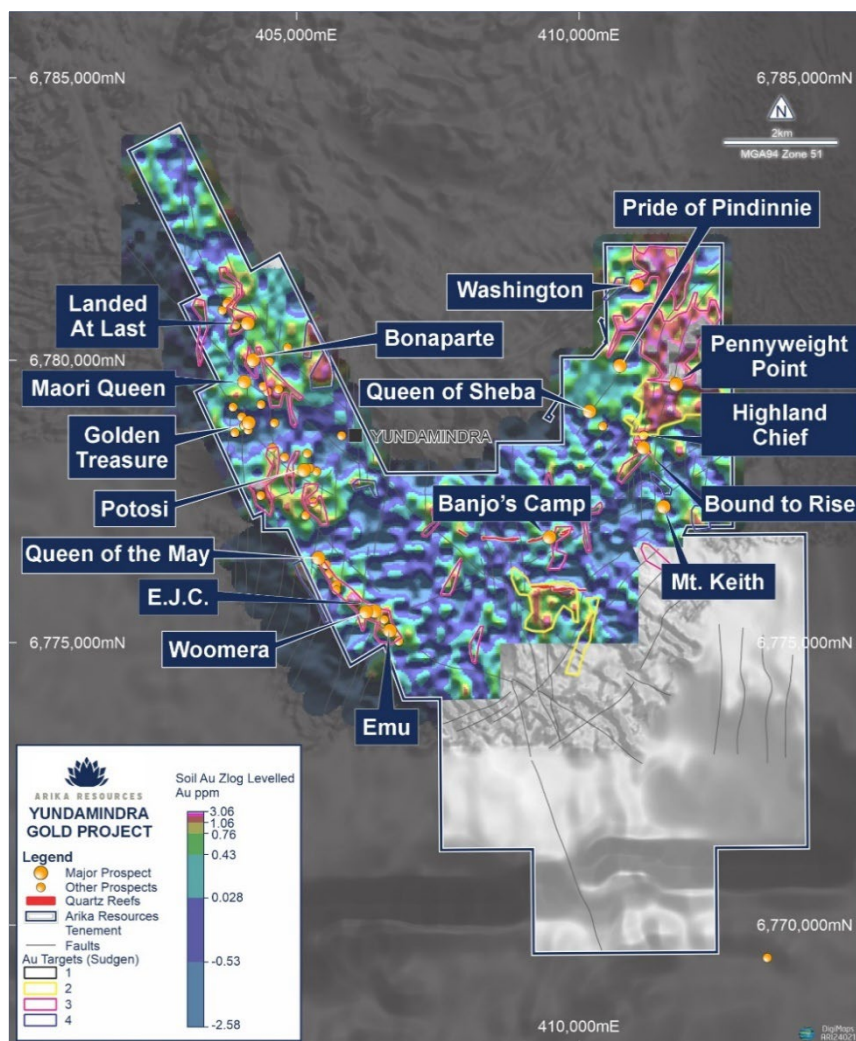 405,000mE
410,000mE
6,785,000mN
6,785,000mN
N
2km
MGA94 Zone 51
Pride of Pindinnie
Washington
Landed
At Last
Bonaparte
6,780,000mN
6,780,000mN
Pennyweight
Point
Maori Queen
Queen of Sheba
Highland
Chief
Golden
Treasure
YUNDAMINDRA
Potosi
Banjo's Camp
Bound to Rise
Queen of the May
Mt. Keith
E.J.C.
Woomera
6,775,000mN
6,775,000mN
Emu
ARIKA RESOURCES
YUNDAMINDRA
GOLD PROJECT
Legend
Major Prospect
Other Prospects
Quartz Reefs
Arika Resources
Tenement
Faults
Au Targets (Sudgen)
1
2
3
4
Soil Au Zlog Levelled
Au ppm
3.06
1.06
0.76
0.43
0.028
-0.53
-2.58
6,770,000mN
410,000mE
DigiMaps
ARI24021